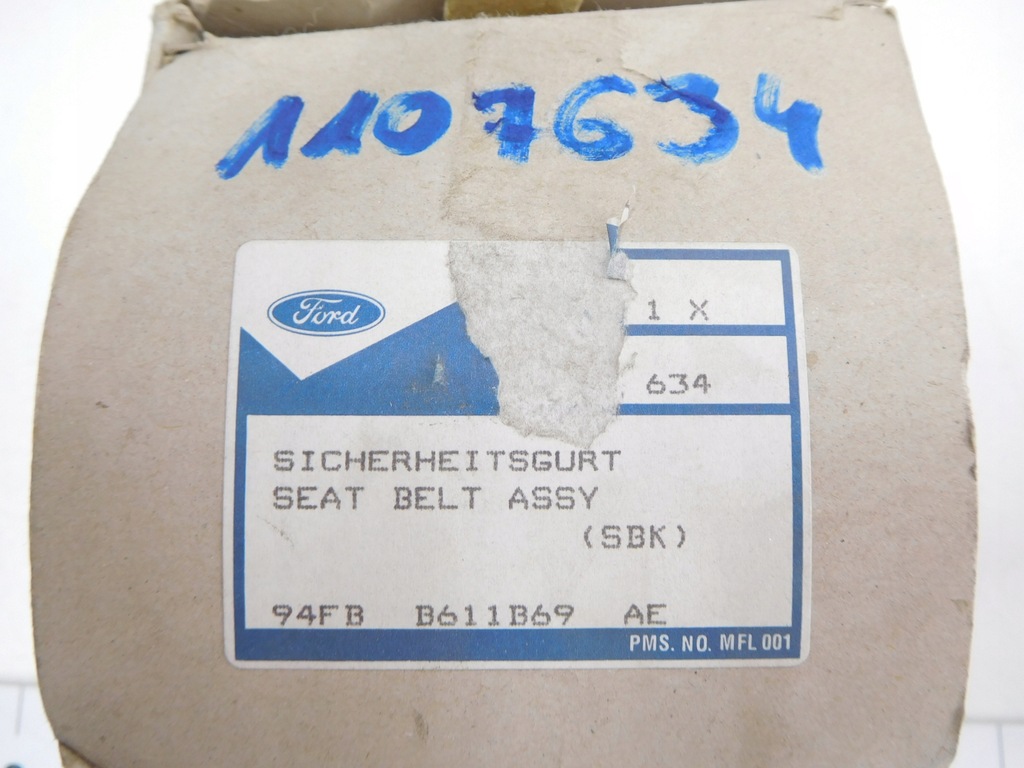 1107634
Ford
1 X
634
SICHERHEITSGURT
SEAT BELT ASSY
(SBK)
94FB B611B69 AE
PMS. NO. MFL 001